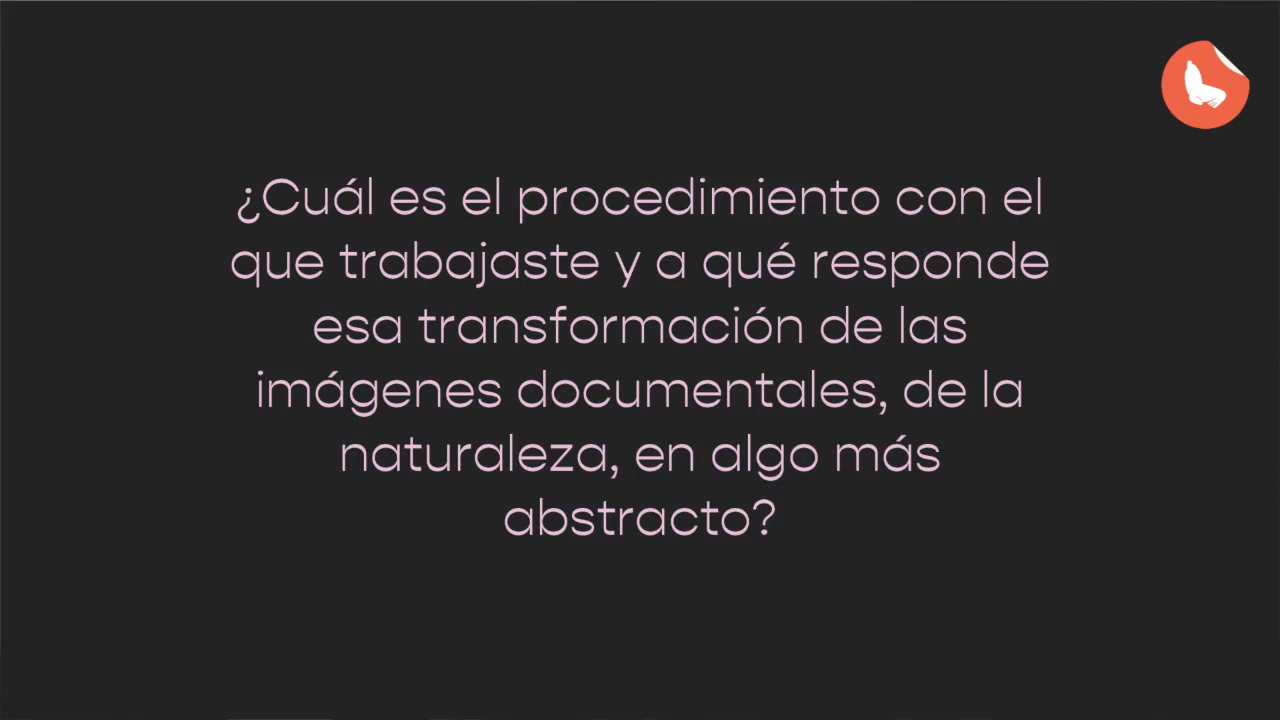 ¿Cuál es el procedimiento con el
que trabajaste y a qué responde
esa transformación de las
imágenes documentales, de la
naturaleza, en algo más
abstracto?